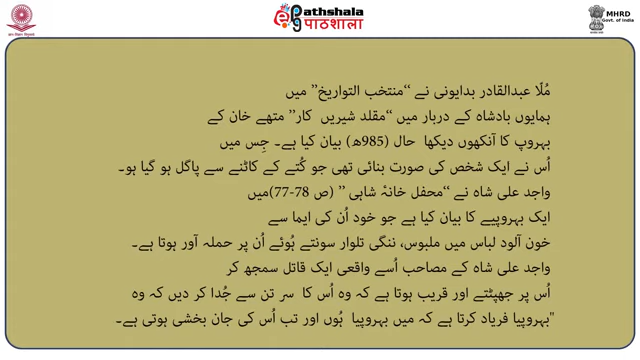 ePathshala
पाठशाला
MHRD
Govt. of India
مُلّا عبدالقادر بدایونی نے “منتخب التواریخ” میں
ہمایوں بادشاہ کے دربار میں “مقلد شیریں کار” متھے خان کے
بہروپ کا آنکھوں دیکھا حال (985ھ) بیان کیا ہے۔ جِس میں
اُس نے ایک شخص کی صورت بنائی تھی جو کُتے کے کاٹنے سے پاگل ہو گیا ہو۔
واجد علی شاہ نے “محفل خانۂ شاہی” (ص 78-77)میں
ایک بہروپیے کا بیان کیا ہے جو خود اُن کی ایما سے
خون آلود لباس میں ملبوس، ننگی تلوار سونتے ہُوئے اُن پر حملہ آور ہوتا ہے۔
واجد علی شاہ کے مصاحب اُسے واقعی ایک قاتل سمجھ کر
اُس پر جھپٹتے اور قریب ہوتا ہے کہ وہ اُس کا سر تن سے جُدا کر دیں کہ وہ
بہروپیا فریاد کرتا ہے کہ میں بہروپیا ہُوں اور تب اُس کی جان بخشی ہوتی ہے۔"